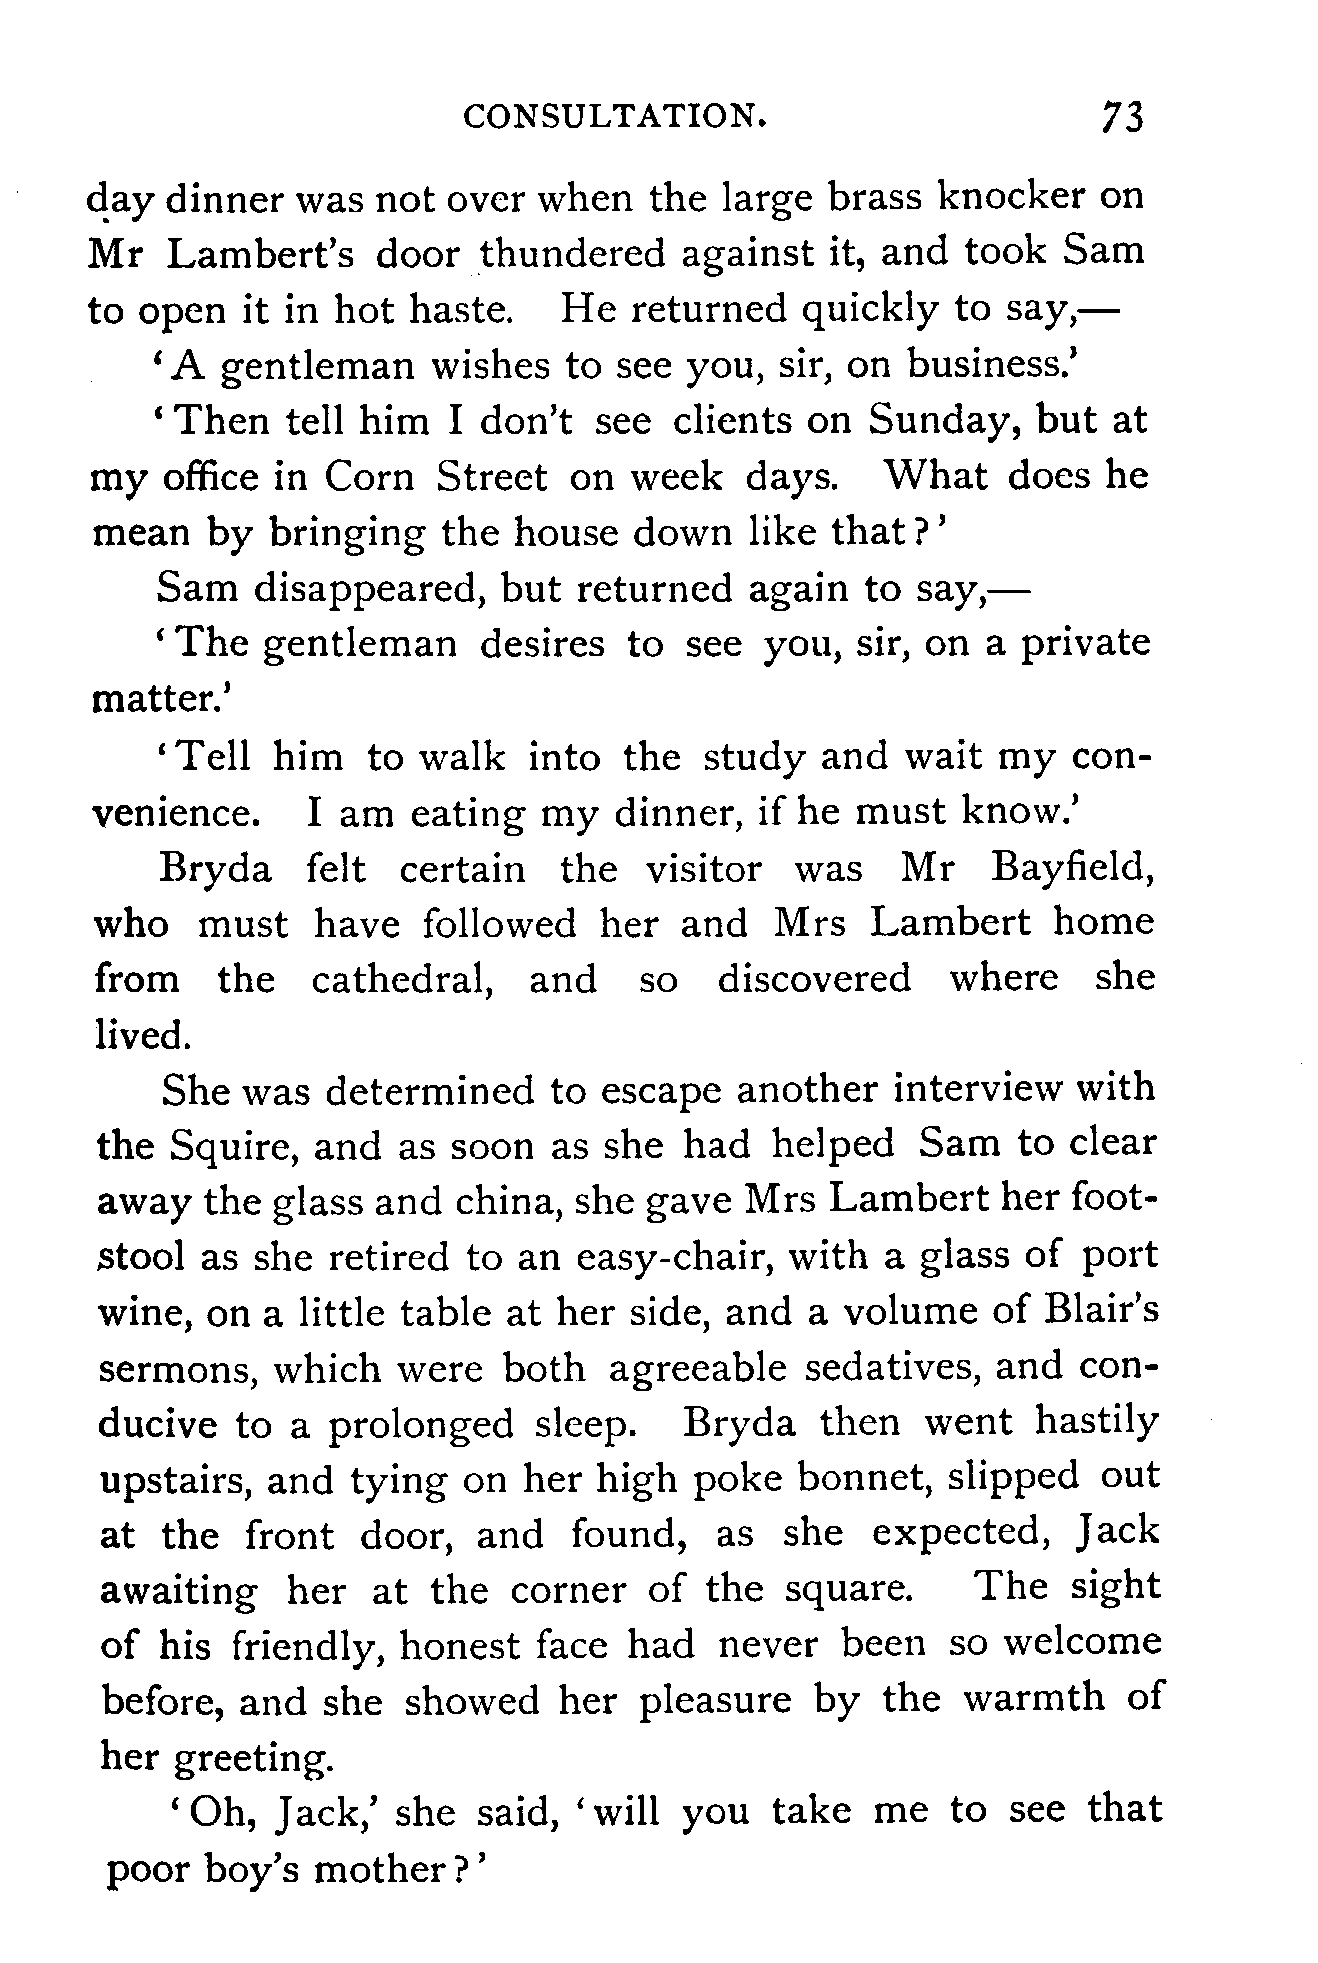 CONSULTATION. 73
day dinner was not over when the large brass knocker on
Mr Lambert's door thundered against it, and took Sam
to open it in hot haste. He returned quickly to say,—
‘A gentleman wishes to see you, sir, on business.’
‘Then tell him I don't see clients on Sunday, but at
my office in Corn Street on week days. What does he
mean by bringing the house down like that?’
Sam disappeared, but returned again to say,—
‘The gentleman desires to see you, sir, on a private
matter.’
‘Tell him to walk into the study and wait my con-
venience. I am eating my dinner, if he must know.’
Bryda felt certain the visitor was Mr Bayfield,
who must have followed her and Mrs Lambert home
from the cathedral, and so discovered where she
lived.
She was determined to escape another interview with
the Squire, and as soon as she had helped Sam to clear
away the glass and china, she gave Mrs Lambert her foot-
stool as she retired to an easy-chair, with a glass of port
wine, on a little table at her side, and a volume of Blair's
sermons, which were both agreeable sedatives, and con-
ducive to a prolonged sleep. Bryda then went hastily
upstairs, and tying on her high poke bonnet, slipped out
at the front door, and found, as she expected, Jack
awaiting her at the corner of the square. The sight
of his friendly, honest face had never been so welcome
before, and she showed her pleasure by the warmth of
her greeting.
‘Oh, Jack,’ she said, ‘will you take me to see that
poor boy's mother?’